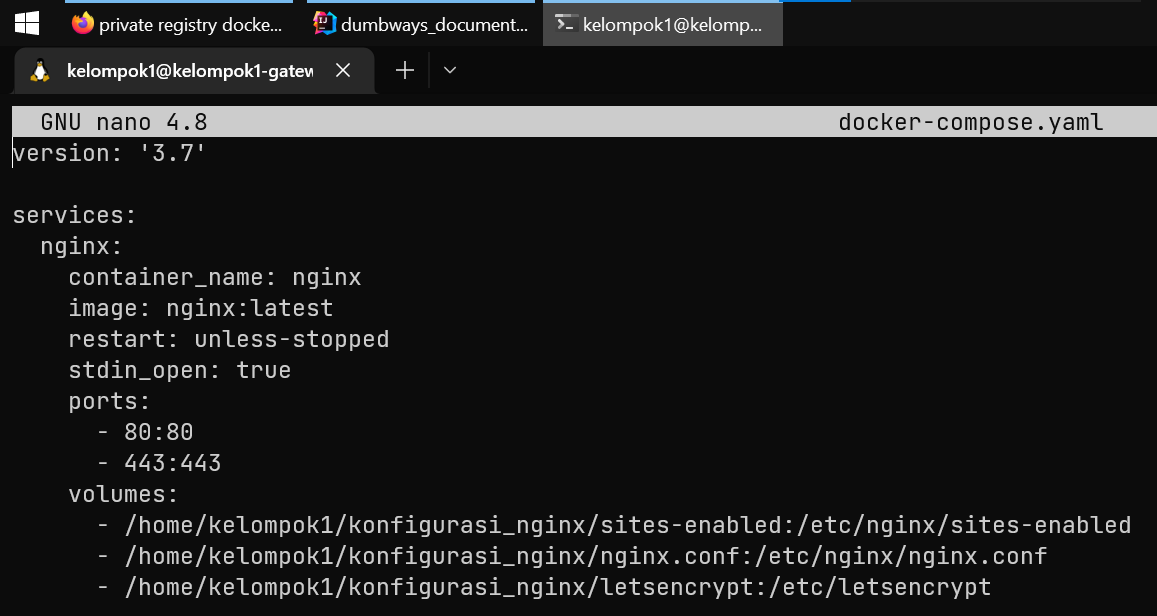 private registry docke...
dumbways_document...
kelompok1@kelomp...
kelompok1@kelompok1-gatew
GNU nano 4.8 docker-compose.yaml
version: '3.7'
services:
  nginx:
    container_name: nginx
    image: nginx:latest
    restart: unless-stopped
    stdin_open: true
    ports:
      - 80:80
      - 443:443
    volumes:
      - /home/kelompok1/konfigurasi_nginx/sites-enabled:/etc/nginx/sites-enabled
      - /home/kelompok1/konfigurasi_nginx/nginx.conf:/etc/nginx/nginx.conf
      - /home/kelompok1/konfigurasi_nginx/letsencrypt:/etc/letsencrypt